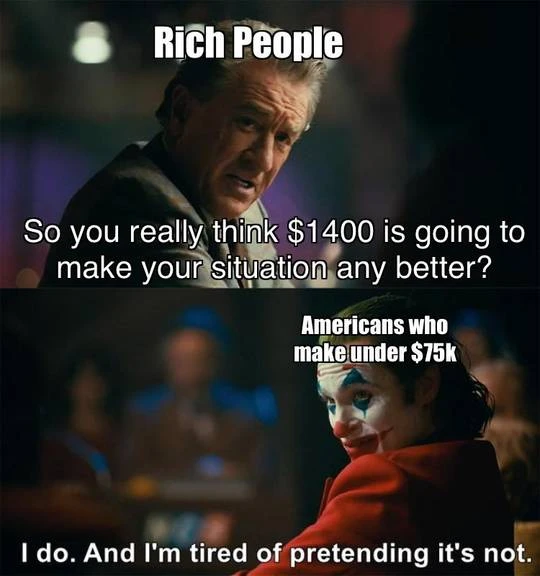 Rich People
So you really think $1400 is going to
make your situation any better?
Americans who
make under $75k
I do. And I'm tired of pretending it's not.